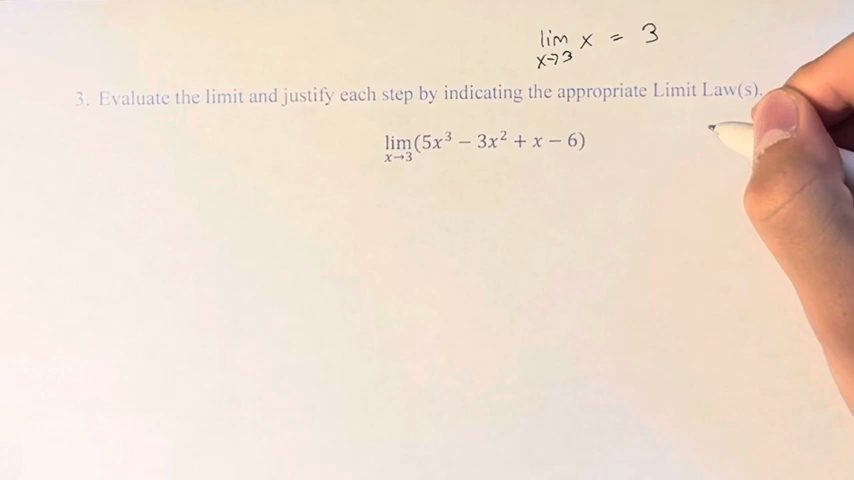 lim x = 3
x→3
3. Evaluate the limit and justify each step by indicating the appropriate Limit Law(s).
lim(5x³ − 3x² + x − 6)
x→3